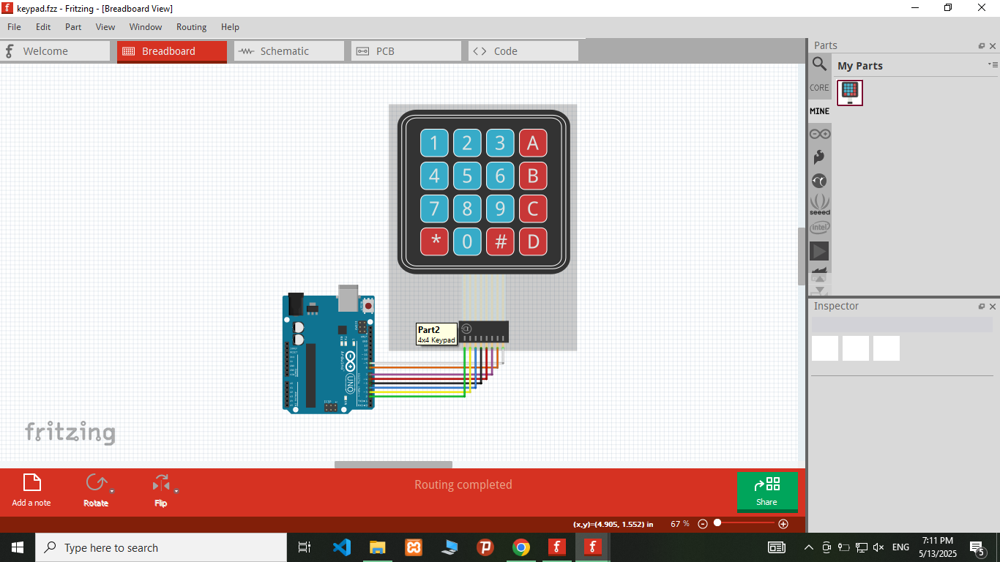 keypad.fzz - Fritzing - [Breadboard View]
File Edit Part View Window Routing Help
Welcome Breadboard Schematic PCB Code
Parts
My Parts
CORE
MINE
seeed
intel
1 2 3 A
4 5 6 B
7 8 9 C
* 0 # D
Part2
4x4 Keypad
Arduino
UNO
ICSP
fritzing
Inspector
Add a note
Rotate
Flip
Routing completed
Share
(x,y)=(4.905, 1.552) in
67 %
Type here to search
ENG
7:11 PM
5/13/2025
5